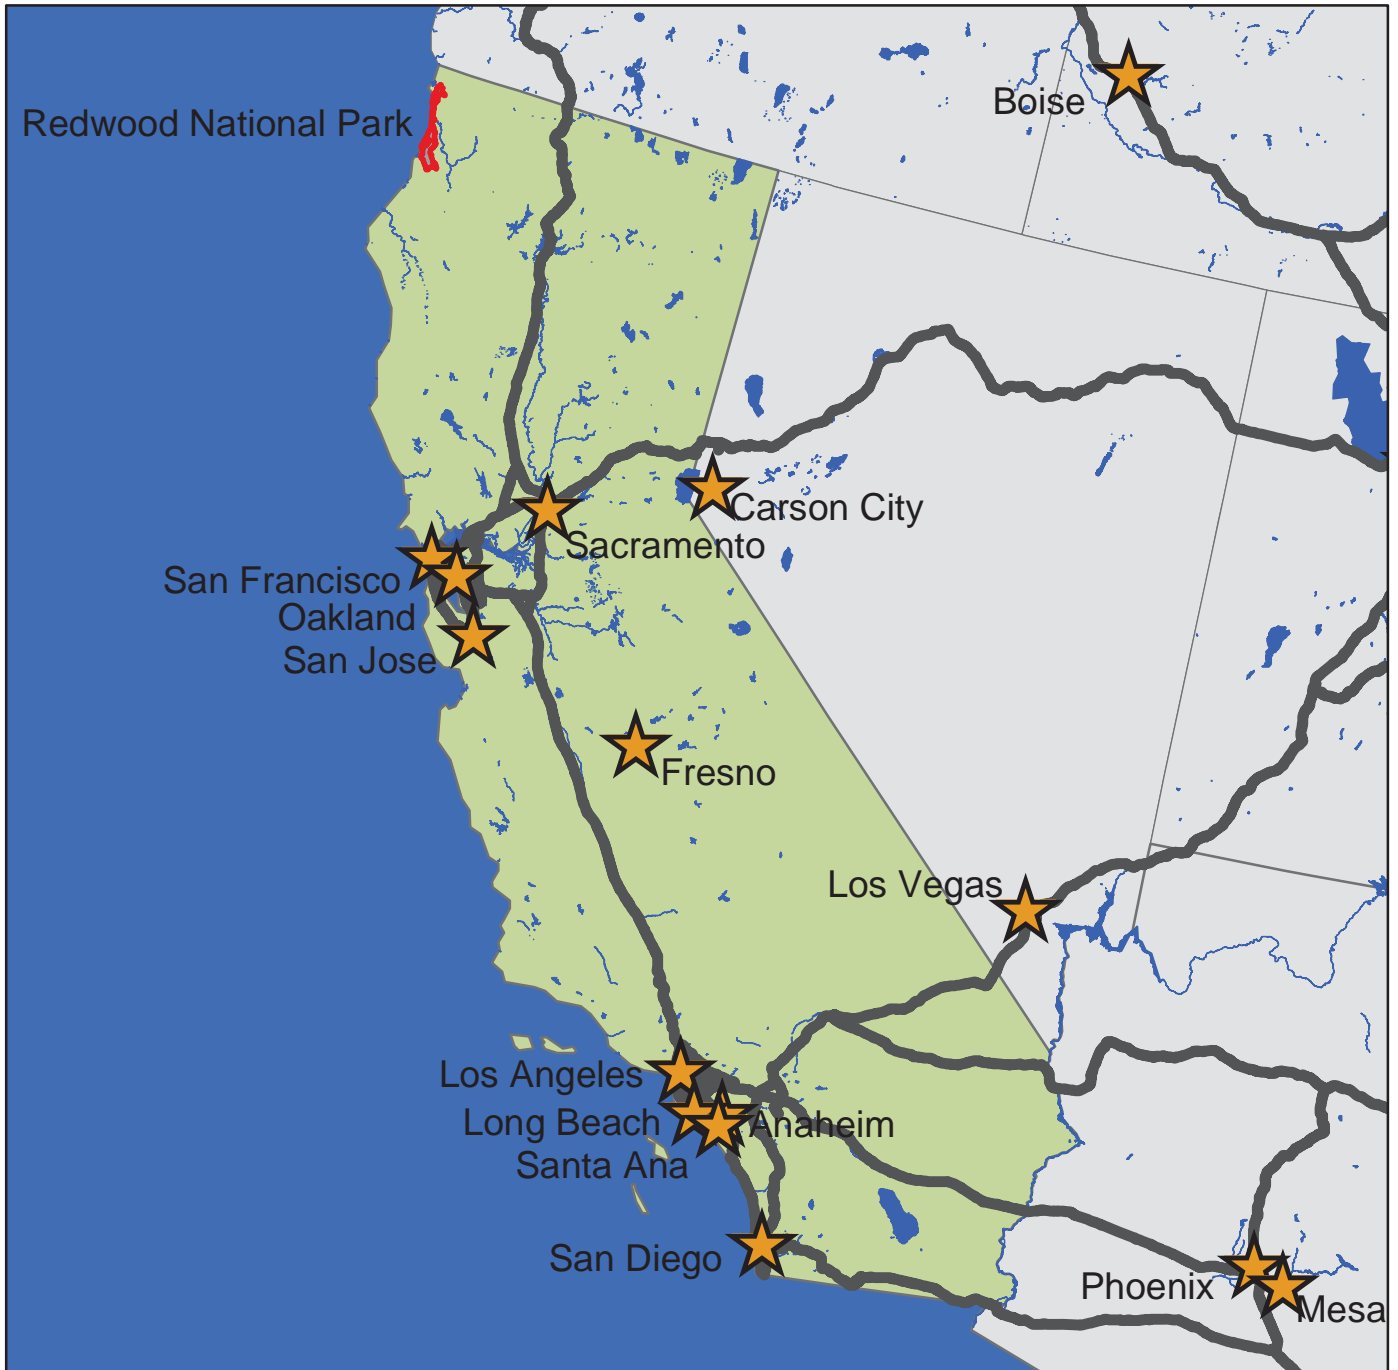 Boise
Redwood National Park
Carson City
Sacramento
San Francisco
Oakland
San Jose
Fresno
Los Vegas
Los Angeles
Long Beach
Anaheim
Santa Ana
San Diego
Phoenix
Mesa